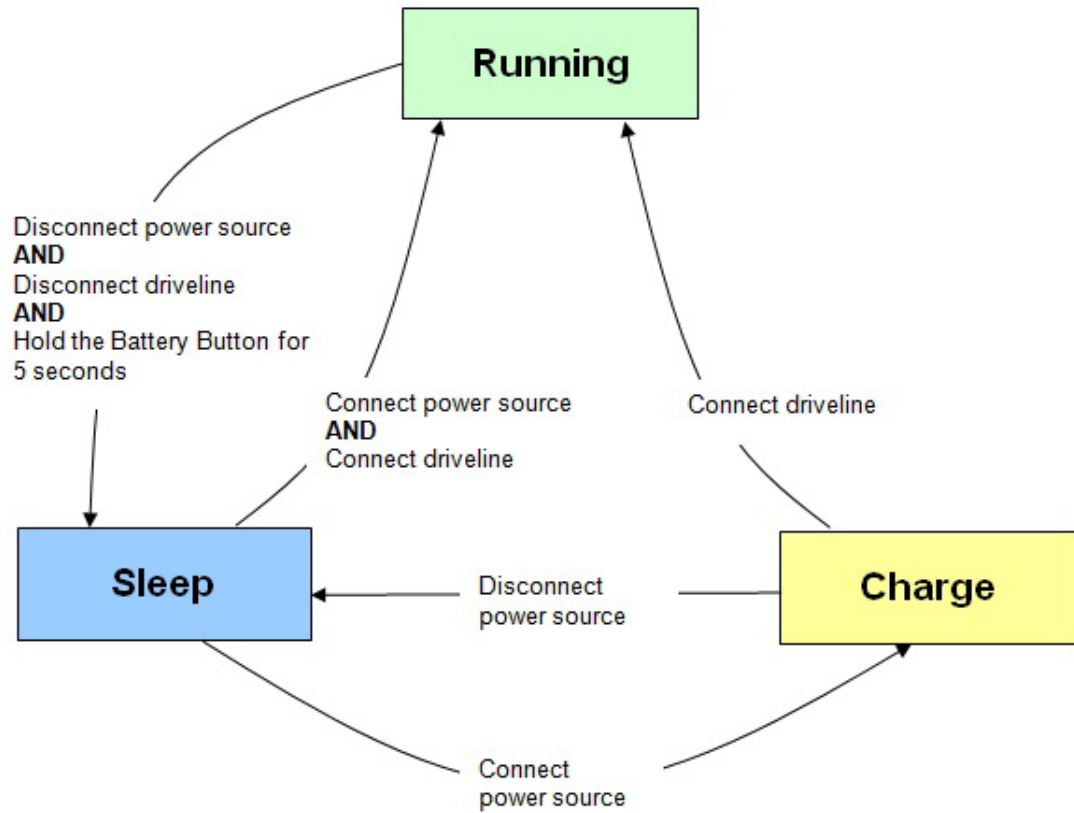 Running
Disconnect power source
AND
Disconnect driveline
AND
Hold the Battery Button for
5 seconds
Connect power source
AND
Connect driveline
Connect driveline
Sleep
Disconnect
power source
Charge
Connect
power source